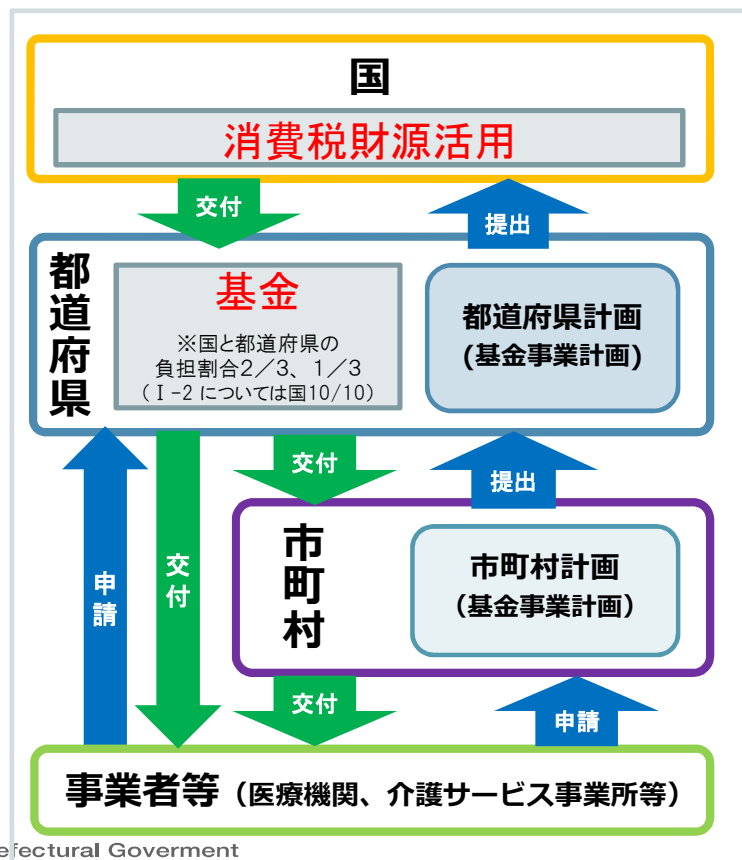 国
消費税財源活用
交付
提出
都道府県
基金
※国と都道府県の
負担割合2／3、1／3
(Ⅰ-2 については国10/10)
都道府県計画
(基金事業計画)
申請
交付
交付
提出
市町村
市町村計画
（基金事業計画）
交付
申請
事業者等（医療機関、介護サービス事業所等）
efectural Goverment